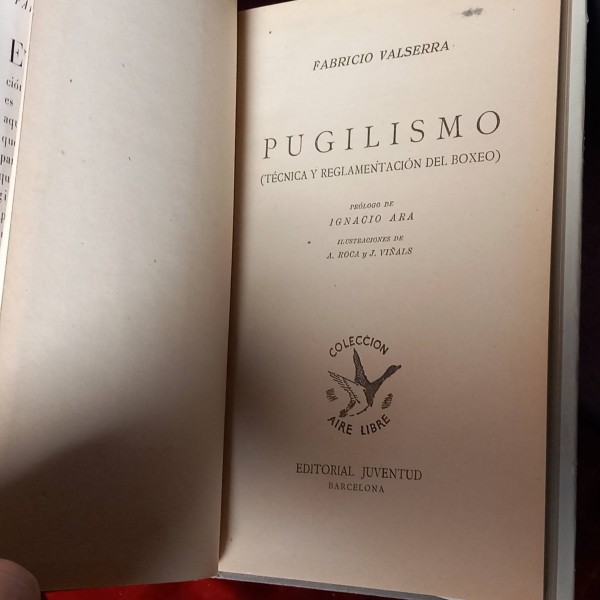 FABRICIO VALSERRA
PUGILISMO
(TÉCNICA Y REGLAMENTACIÓN DEL BOXEO)
PRÓLOGO DE
IGNACIO ARA
ILUSTRACIONES DE
A. ROCA y J. VIÑALS
COLECCION
AIRE LIBRE
EDITORIAL JUVENTUD
BARCELONA